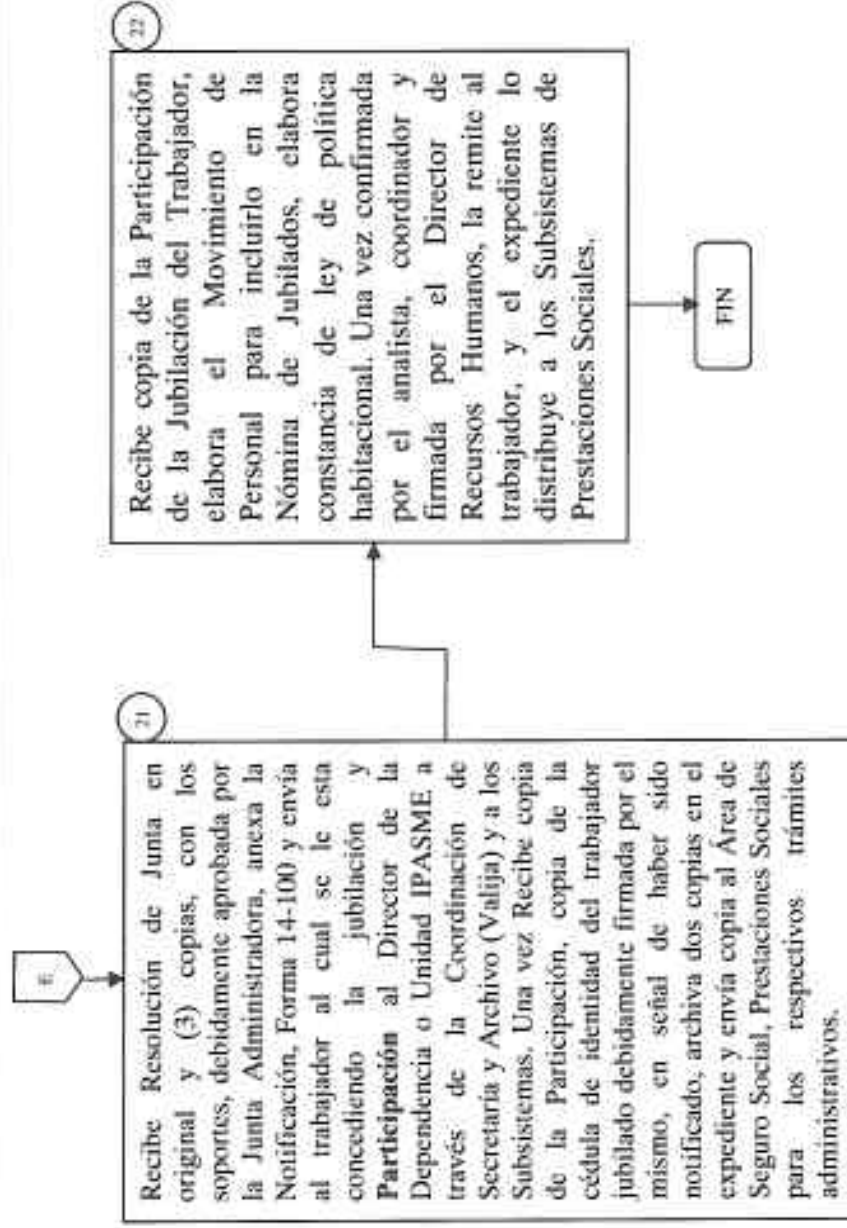 E
21
Recibe Resolución de Junta en
original y (3) copias, con los
soportes, debidamente aprobada por
la Junta Administradora, anexa la
Notificación, Forma 14-100 y envía
al trabajador al cual se le esta
concediendo la jubilación y
Participación al Director de la
Dependencia o Unidad IPASME a
través de la Coordinación de
Secretaria y Archivo (Valija) y a los
Subsistemas. Una vez Recibe copia
de la Participación, copia de la
cédula de identidad del trabajador
jubilado debidamente firmada por el
mismo, en señal de haber sido
notificado, archiva dos copias en el
expediente y envía copia al Área de
Seguro Social, Prestaciones Sociales
para los respectivos trámites
administrativos.
22
Recibe copia de la Participación
de la Jubilación del Trabajador,
elabora el Movimiento de
Personal para incluirlo en la
Nómina de Jubilados, elabora
constancia de ley de política
habitacional. Una vez confirmada
por el analista, coordinador y
firmada por el Director de
Recursos Humanos, la remite al
trabajador, y el expediente lo
distribuye a los Subsistemas de
Prestaciones Sociales.
FIN